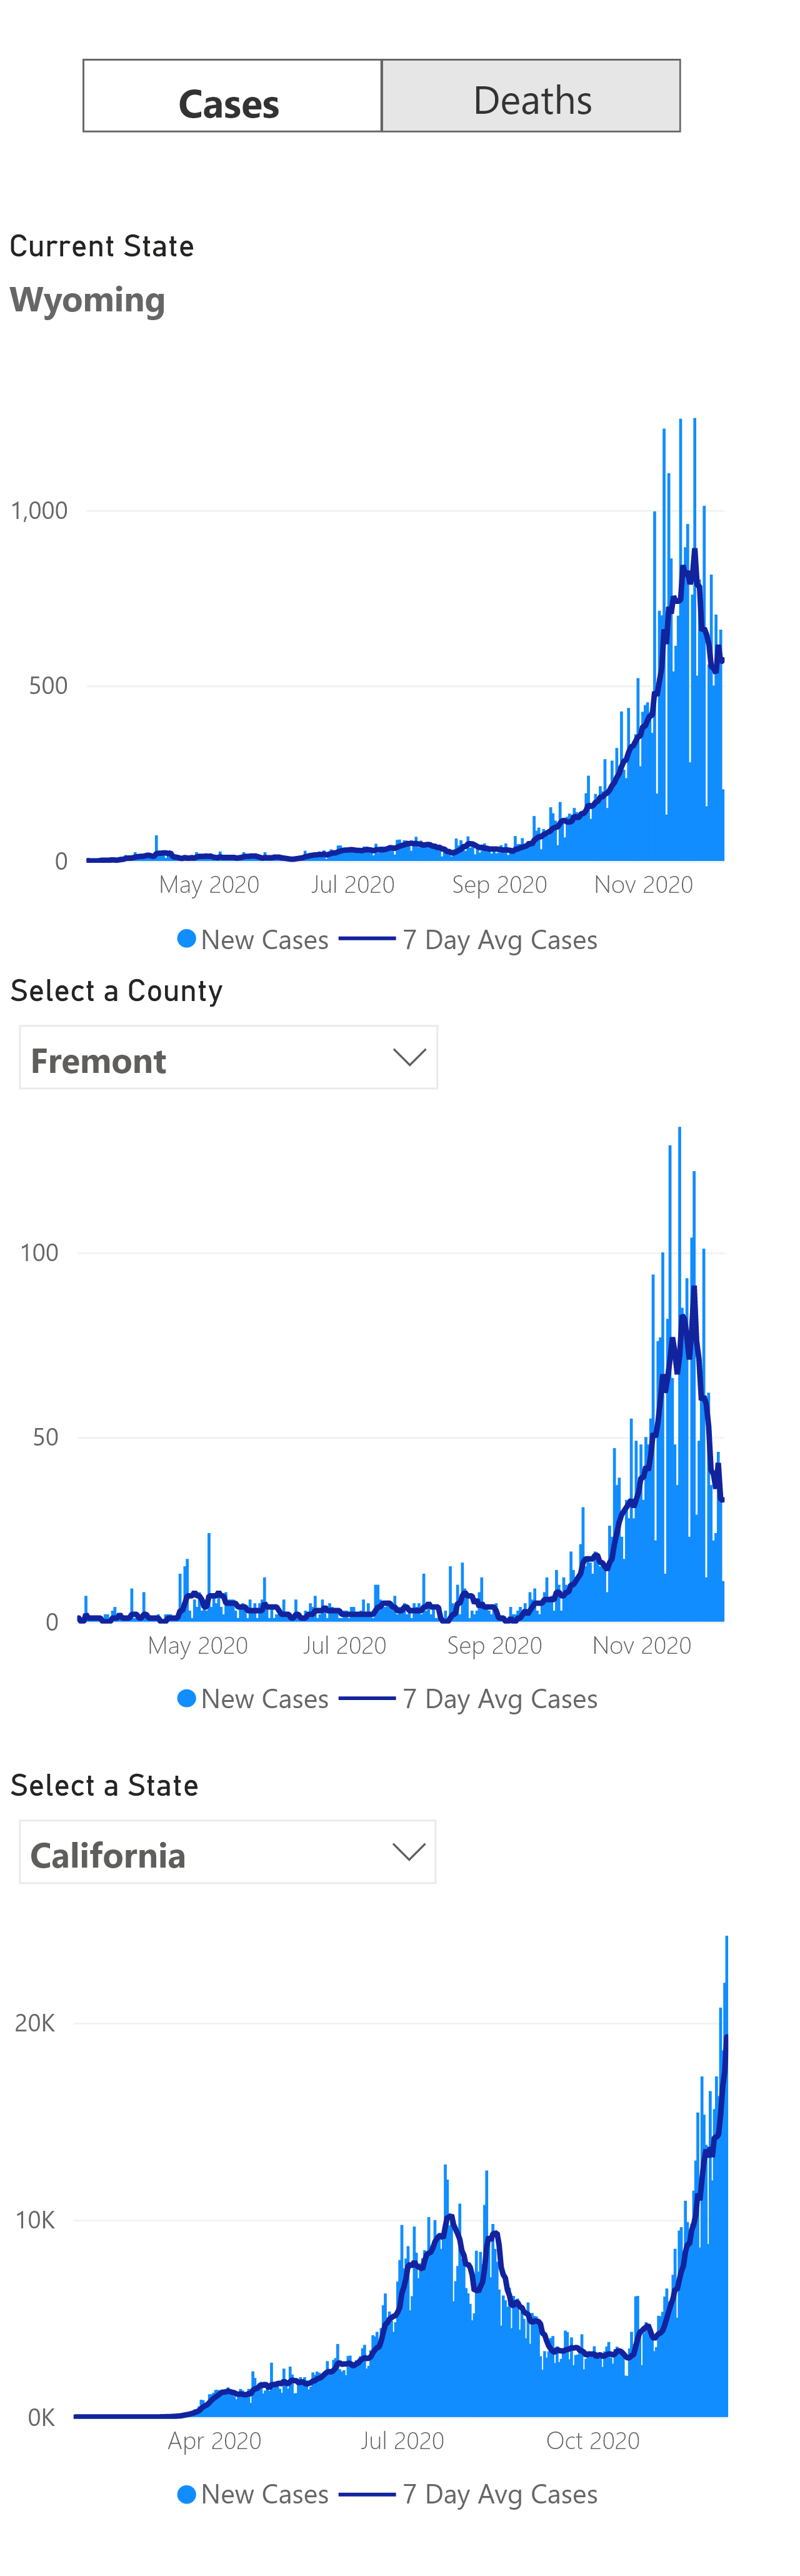 Cases Deaths
Current State
Wyoming
1,000
500
0
May 2020 Jul 2020 Sep 2020 Nov 2020
New Cases 7 Day Avg Cases
Select a County
Fremont
100
50
0
May 2020 Jul 2020 Sep 2020 Nov 2020
New Cases 7 Day Avg Cases
Select a State
California
20K
10K
0K
Apr 2020 Jul 2020 Oct 2020
New Cases 7 Day Avg Cases